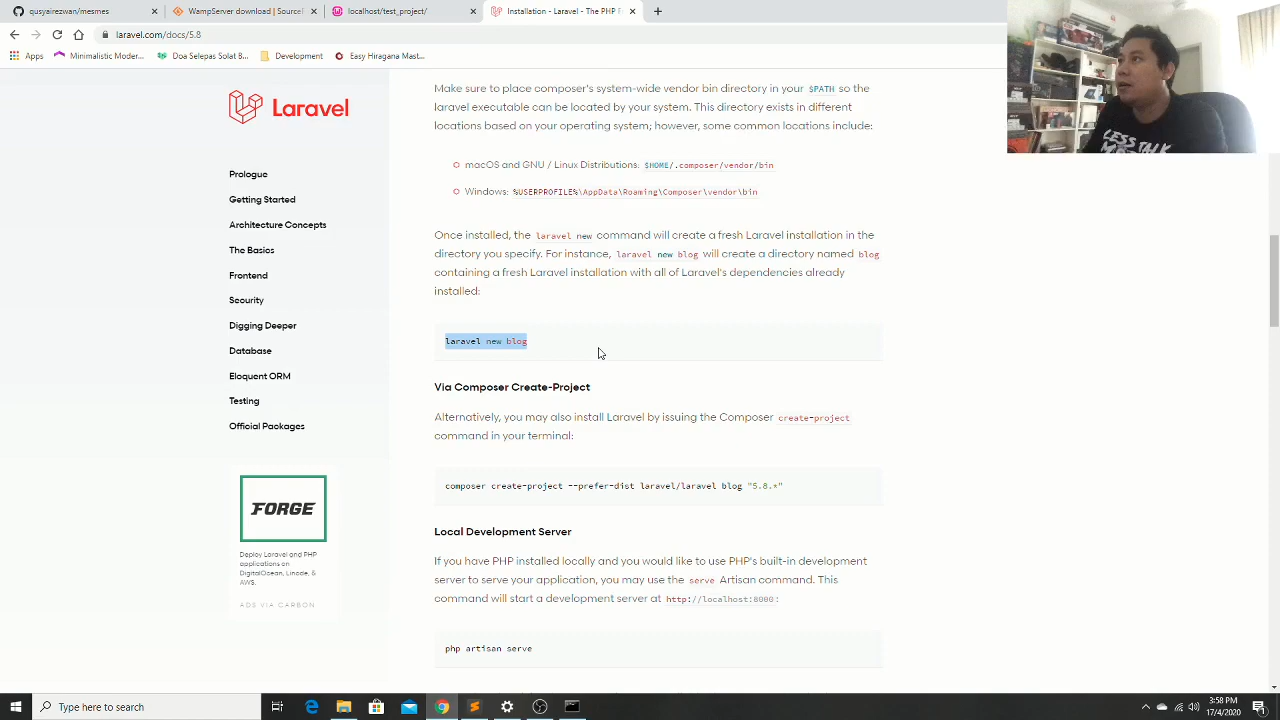 qusyairezwan/mesmes
WampServer download | SourceF
localhost/test_project/
Installation - Laravel - The PHP F
laravel.com/docs/5.8
Apps
Minimalistic Moder...
Doa Selepas Solat B...
Development
Easy Hiragana Mast...
Laravel
Prologue
Getting Started
Architecture Concepts
The Basics
Frontend
Security
Digging Deeper
Database
Eloquent ORM
Testing
Official Packages
FORGE
Deploy Laravel and PHP
applications on
DigitalOcean, Linode, &
AWS.
ADS VIA CARBON
Make sure to place composer's system-wide vendor bin directory in your $PATH so the
laravel executable can be located by your system. This directory exists in different
locations based on your operating system; however, some common locations include:
macOS and GNU / Linux Distributions: $HOME/.composer/vendor/bin
Windows: %USERPROFILE%\AppData\Roaming\Composer\vendor\bin
Once installed, the laravel new command will create a fresh Laravel installation in the
directory you specify. For instance, laravel new blog will create a directory named blog
containing a fresh Laravel installation with all of Laravel's dependencies already
installed:
laravel new blog
Via Composer Create-Project
Alternatively, you may also install Laravel by issuing the Composer create-project
command in your terminal:
composer create-project --prefer-dist laravel/laravel blog "5.8.*"
Local Development Server
If you have PHP installed locally and you would like to use PHP's built-in development
server to serve your application, you may use the serve Artisan command. This
command will start a development server at http://localhost:8000:
php artisan serve
LESS TALK
Type here to search
3:58 PM
17/4/2020